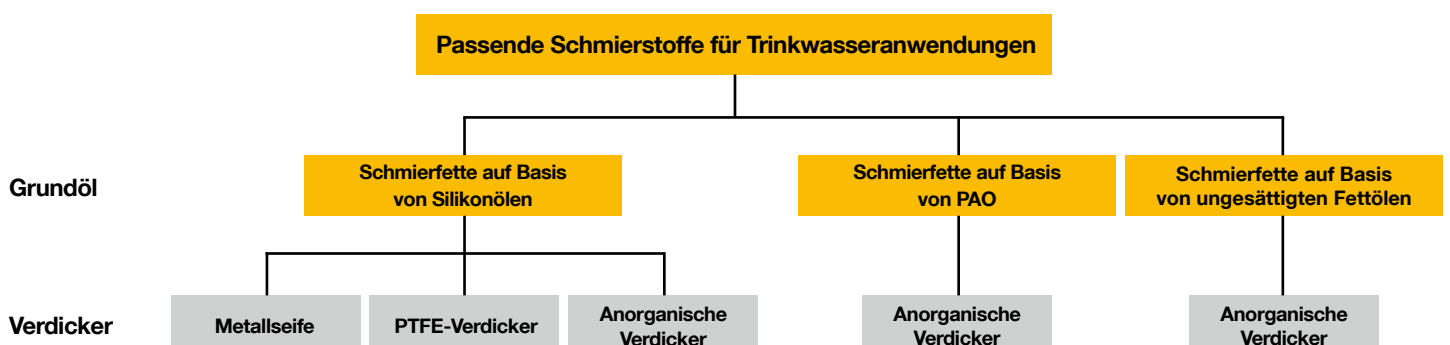 Passende Schmierstoffe für Trinkwasseranwendungen
Grundöl
Schmierfette auf Basis
von Silikonölen
Schmierfette auf Basis
von PAO
Schmierfette auf Basis
von ungesättigten Fettölen
Verdicker
Metallseife
PTFE-Verdicker
Anorganische
Verdicker
Anorganische
Verdicker
Anorganische
Verdicker